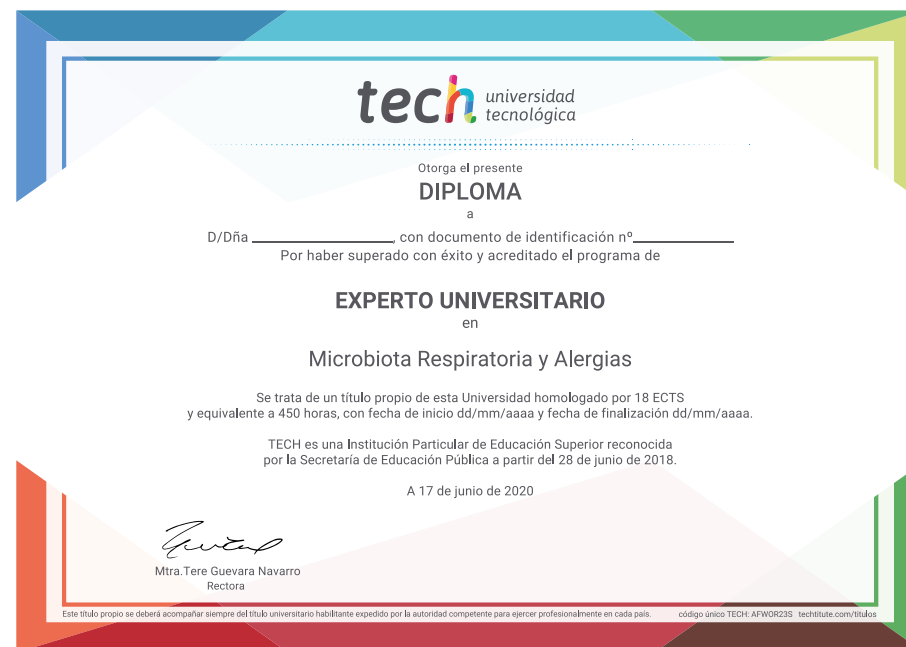 tech universidad
tecnológica
Otorga el presente
DIPLOMA
a
D/Dña ____________________, con documento de identificación nº______________
Por haber superado con éxito y acreditado el programa de
EXPERTO UNIVERSITARIO
en
Microbiota Respiratoria y Alergias
Se trata de un título propio de esta Universidad homologado por 18 ECTS
y equivalente a 450 horas, con fecha de inicio dd/mm/aaaa y fecha de finalización dd/mm/aaaa.
TECH es una Institución Particular de Educación Superior reconocida
por la Secretaría de Educación Pública a partir del 28 de junio de 2018.
A 17 de junio de 2020
Mtra.Tere Guevara Navarro
Rectora
Este título propio se deberá acompañar siempre del título universitario habilitante expedido por la autoridad competente para ejercer profesionalmente en cada país. código único TECH: AFWOR23S techtitute.com/titulos